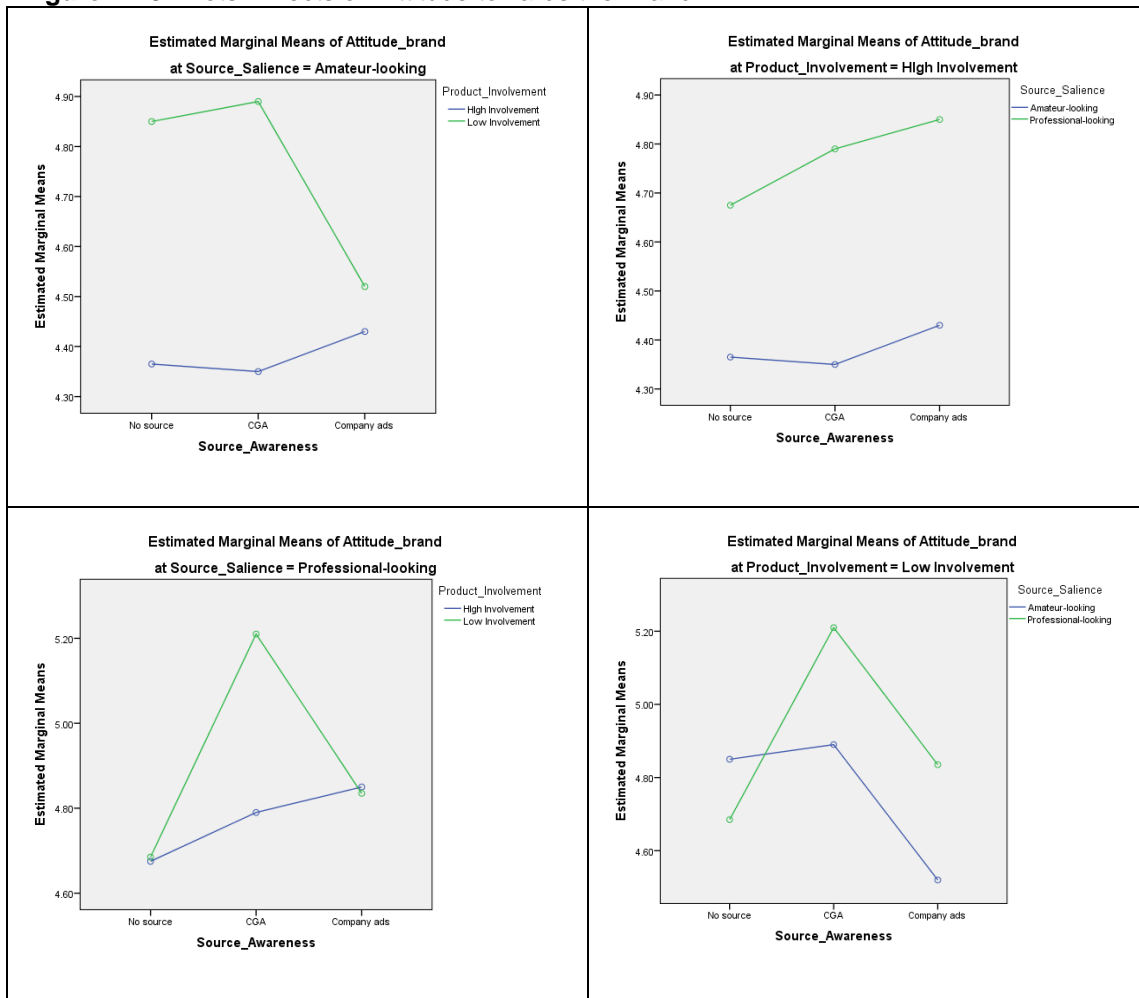 Estimated Marginal Means of Attitude_brand
at Source_Salience = Amateur-looking
Product_Involvement
HIgh Involvement
Low Involvement
Estimated Marginal Means
4.90
4.80
4.70
4.60
4.50
4.40
4.30
No source CGA Company ads
Source_Awareness
Estimated Marginal Means of Attitude_brand
at Product_Involvement = HIgh Involvement
Source_Salience
Amateur-looking
Professional-looking
Estimated Marginal Means
4.90
4.80
4.70
4.60
4.50
4.40
4.30
No source CGA Company ads
Source_Awareness
Estimated Marginal Means of Attitude_brand
at Source_Salience = Professional-looking
Product_Involvement
HIgh Involvement
Low Involvement
Estimated Marginal Means
5.20
5.00
4.80
4.60
No source CGA Company ads
Source_Awareness
Estimated Marginal Means of Attitude_brand
at Product_Involvement = Low Involvement
Source_Salience
Amateur-looking
Professional-looking
Estimated Marginal Means
5.20
5.00
4.80
4.60
No source CGA Company ads
Source_Awareness